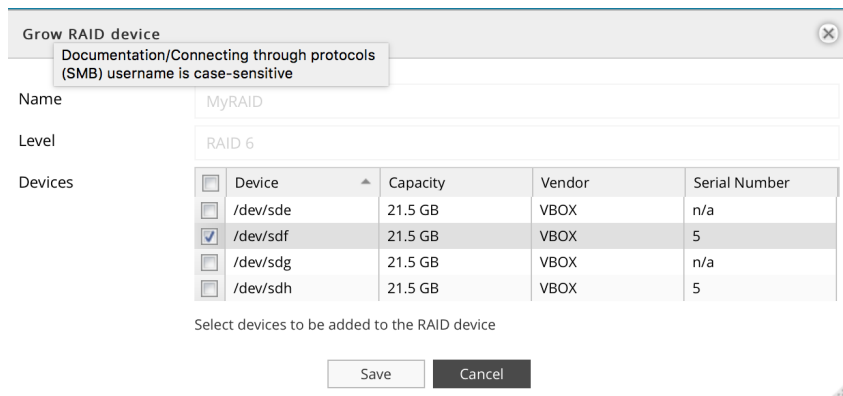 Grow RAID device
Documentation/Connecting through protocols
(SMB) username is case-sensitive
Name
MyRAID
Level
RAID 6
Devices
Device Capacity Vendor Serial Number
/dev/sde 21.5 GB VBOX n/a
/dev/sdf 21.5 GB VBOX 5
/dev/sdg 21.5 GB VBOX n/a
/dev/sdh 21.5 GB VBOX 5
Select devices to be added to the RAID device
Save Cancel